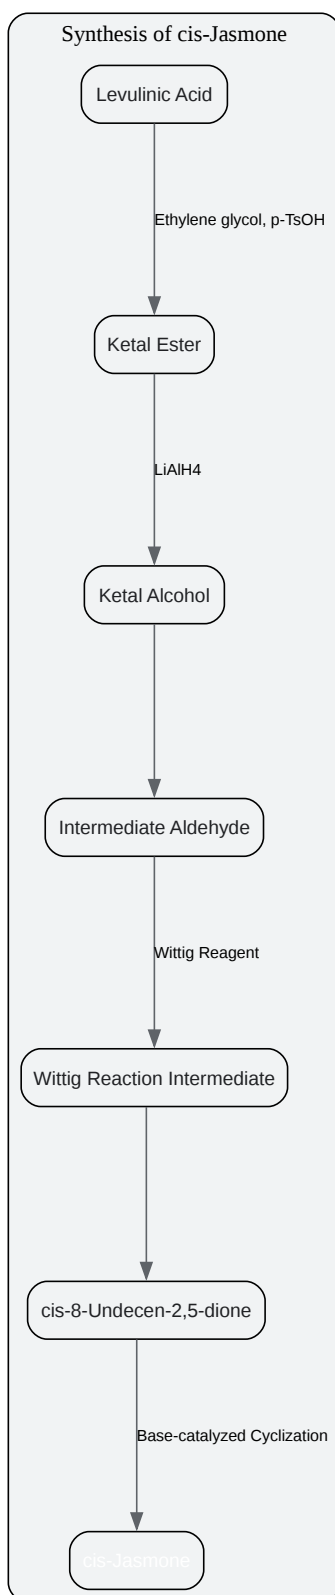 Synthesis of cis-Jasmone
Levulinic Acid
Ethylene glycol, p-TsOH
Ketal Ester
LiAlH4
Ketal Alcohol
Intermediate Aldehyde
Wittig Reagent
Wittig Reaction Intermediate
cis-8-Undecen-2,5-dione
Base-catalyzed Cyclization
cis-Jasmone